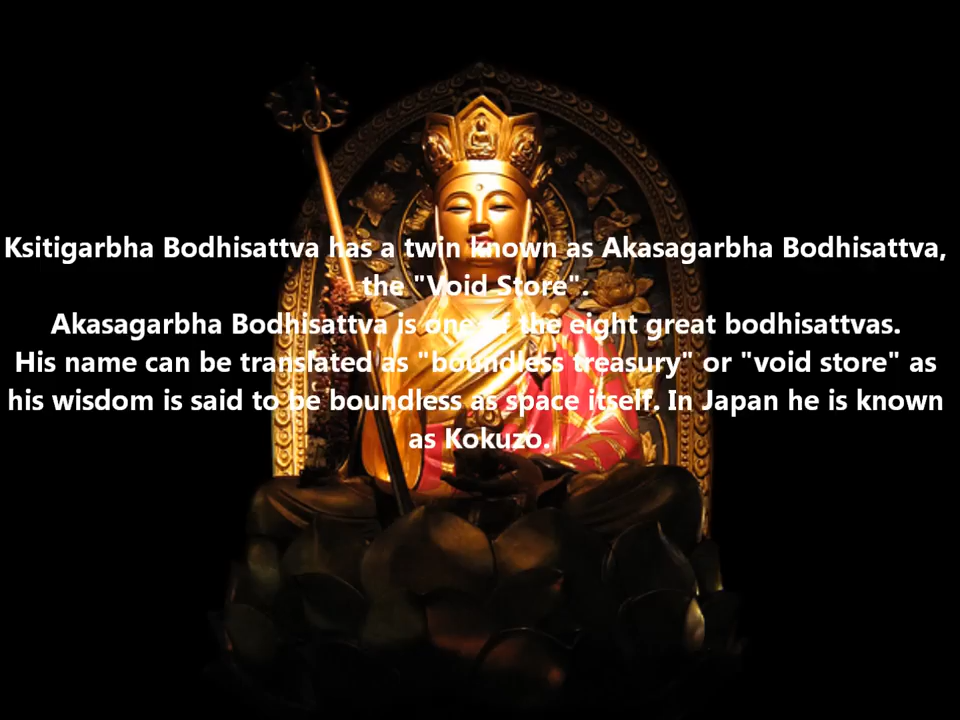 Ksitigarbha Bodhisattva has a twin known as Akasagarbha Bodhisattva,
the "Void Store".
Akasagarbha Bodhisattva is one of the eight great bodhisattvas.
His name can be translated as "boundless treasury" or "void store" as
his wisdom is said to be boundless as space itself. In Japan he is known
as Kokuzo.